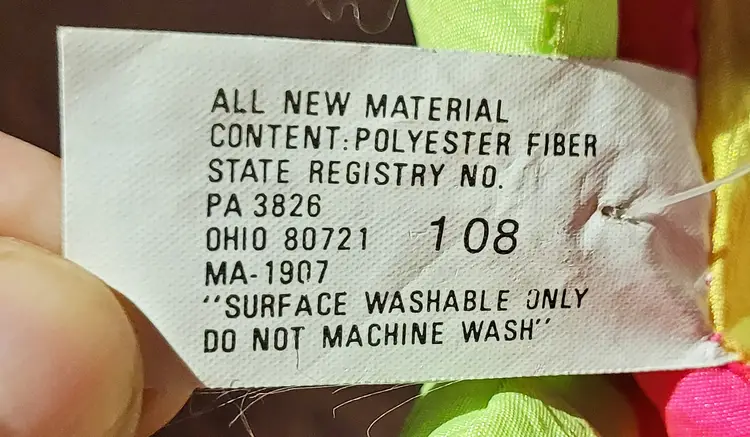 ALL NEW MATERIAL
CONTENT:POLYESTER FIBER
STATE REGISTRY NO.
PA 3826
OHIO 80721 108
MA-1907
"SURFACE WASHABLE ONLY
DO NOT MACHINE WASH"